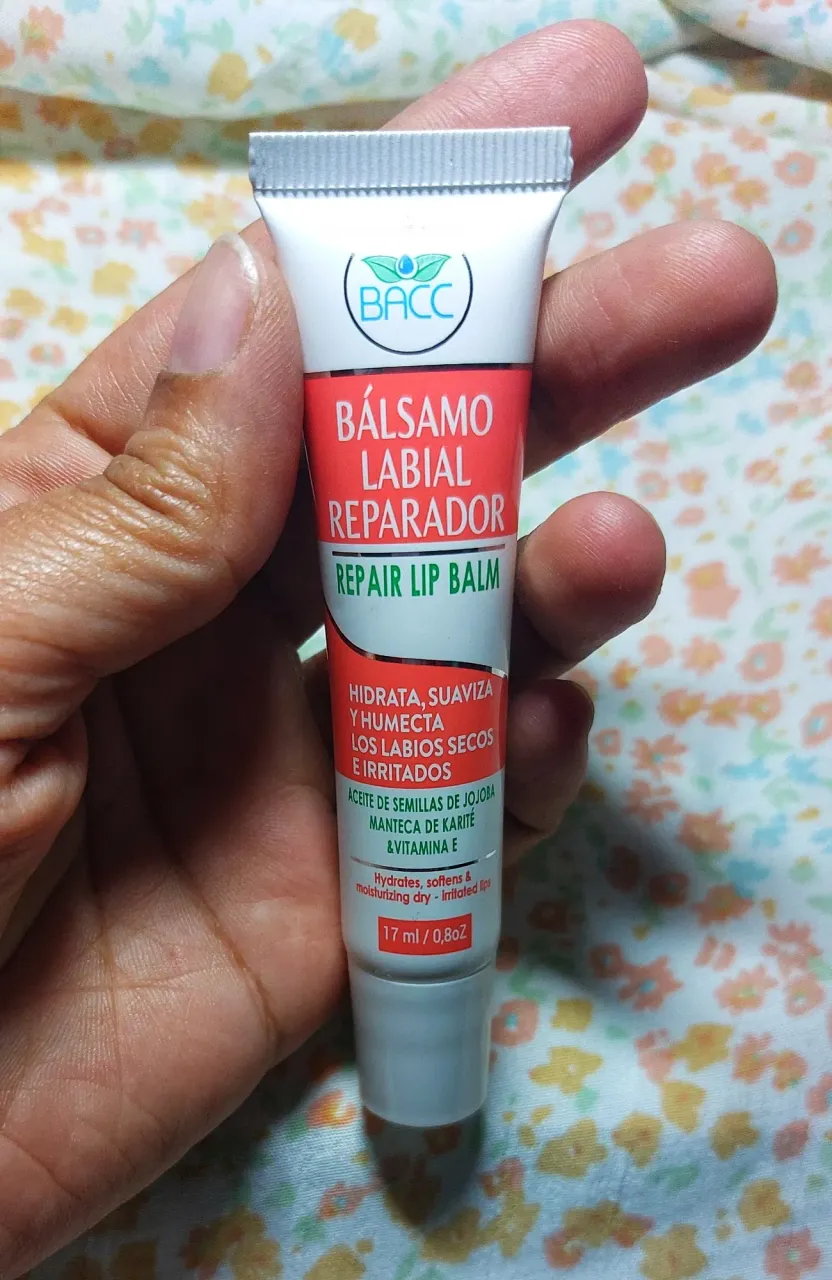 BACC
BÁLSAMO
LABIAL
REPARADOR
REPAIR LIP BALM
HIDRATA, SUAVIZA
Y HUMECTA
LOS LABIOS SECOS
E IRRITADOS
ACEITE DE SEMILLAS DE JOJOBA
MANTECA DE KARITÉ
&VITAMINA E
Hydrates, softens &
moisturizing dry - irritated lips
17 ml / 0,8oZ